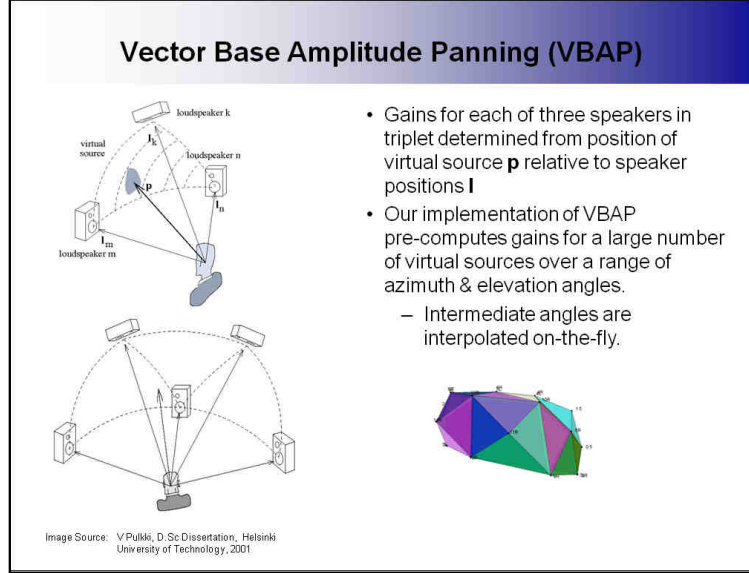 Vector Base Amplitude Panning (VBAP)
loudspeaker k
virtual
source
l_k
loudspeaker n
p
l_n
l_m
loudspeaker m
• Gains for each of three speakers in
triplet determined from position of
virtual source p relative to speaker
positions l
• Our implementation of VBAP
pre-computes gains for a large number
of virtual sources over a range of
azimuth & elevation angles.
– Intermediate angles are
interpolated on-the-fly.
Image Source: V Pulkki, D.Sc Dissertation, Helsinki
University of Technology, 2001